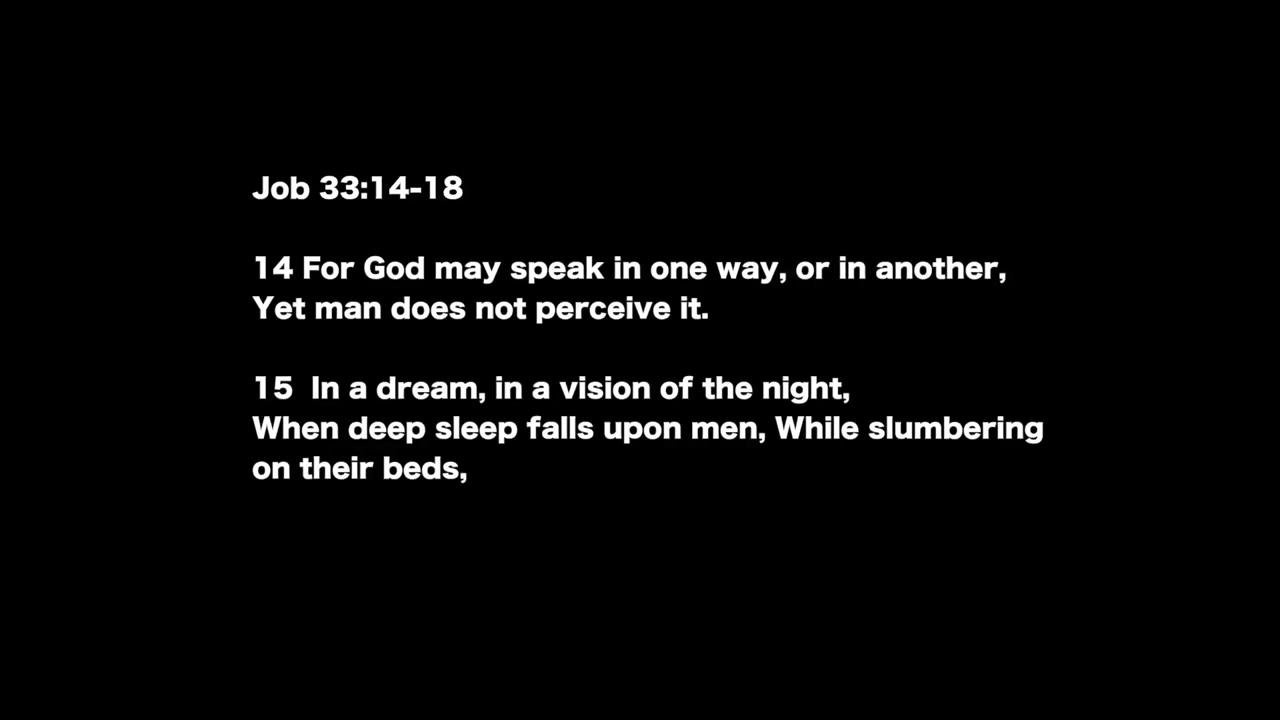 Job 33:14-18
14 For God may speak in one way, or in another,
Yet man does not perceive it.
15  In a dream, in a vision of the night,
When deep sleep falls upon men, While slumbering
on their beds,